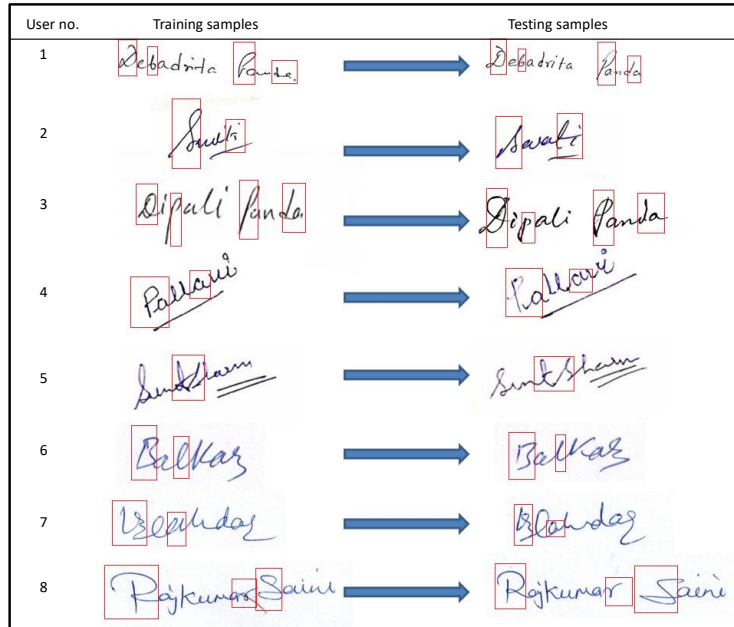 User no. Training samples Testing samples
1 Debadrita Panda Debadrita Panda
2 Swati Swati
3 Dipali Panda Dipali Panda
4 Pallavi Pallavi
5
6 Balkar Balkar
7
8 Rajkumar Saini Rajkumar Saini